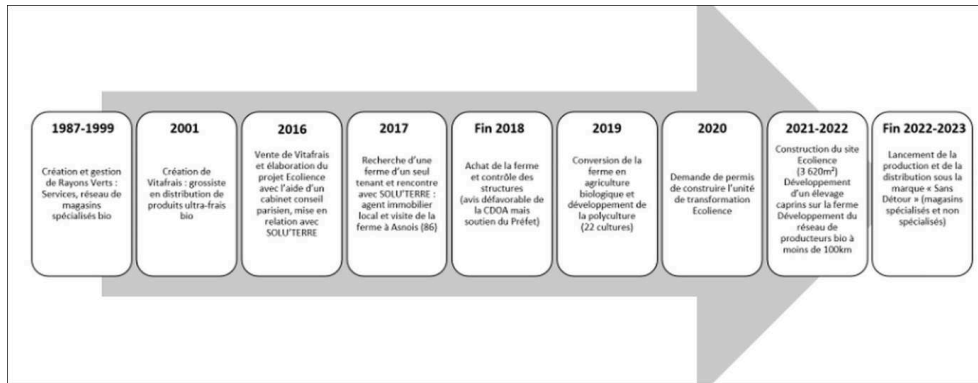 1987-1999
Création et gestion de
Rayons Verts :
Services, réseau de
magasins
spécialisés bio
2001
Création de
Vitafrais : grossiste
en distribution de
produits ultra-frais
bio
2016
Vente de Vitafrais
et élaboration du
projet Ecolience
avec l'aide d'un
cabinet conseil
parisien, mise en
relation avec
SOLU'TERRE
2017
Recherche d'une
ferme d'un seul
tenant et rencontre
avec SOLU'TERRE :
agent immobilier
local et visite de la
ferme à Asnois (86)
Fin 2018
Achat de la ferme
et contrôle des
structures
(avis défavorable de
la CDOA mais
soutien du Préfet)
2019
Conversion de la
ferme en
agriculture
biologique et
développement de
la polyculture
(22 cultures)
2020
Demande de permis
de construire l'unité
de transformation
Ecolience
2021-2022
Construction du site
Ecolience
(3 620m²)
Développement
d'un élevage
caprins sur la ferme
Développement du
réseau de
producteurs bio à
moins de 100km
Fin 2022-2023
Lancement de la
production et de la
distribution sous la
marque « Sans
Détour » (magasins
spécialisés et non
spécialisés)